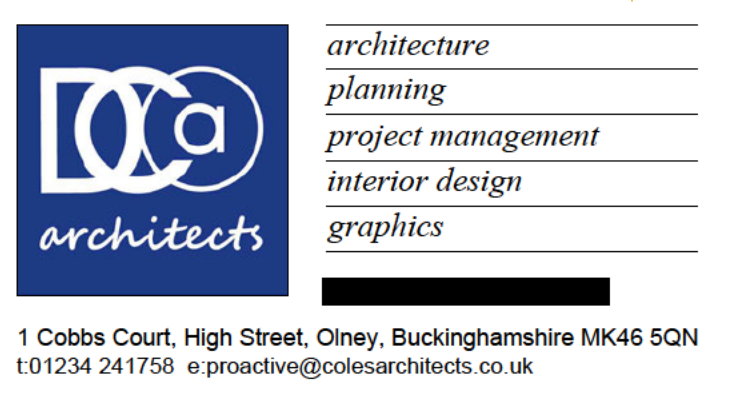 DCa
architects
architecture
planning
project management
interior design
graphics
1 Cobbs Court, High Street, Olney, Buckinghamshire MK46 5QN
t:01234 241758 e:proactive@colesarchitects.co.uk